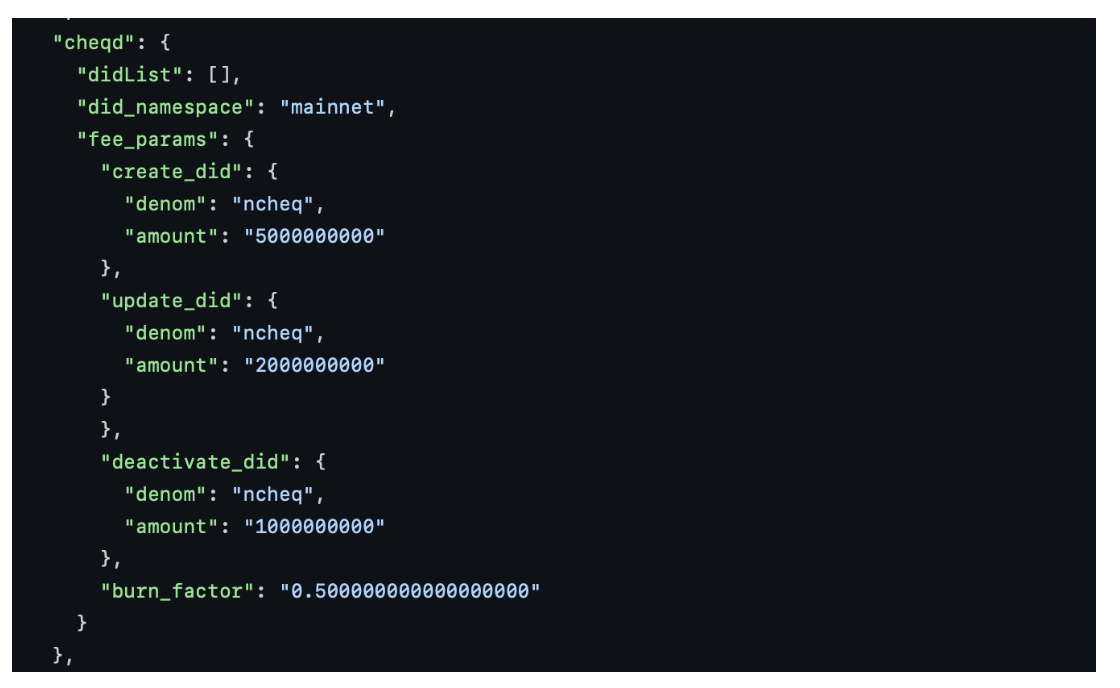 "cheqd": {
"didList": [],
"did_namespace": "mainnet",
"fee_params": {
"create_did": {
"denom": "ncheq",
"amount": "5000000000"
},
"update_did": {
"denom": "ncheq",
"amount": "2000000000"
}
},
"deactivate_did": {
"denom": "ncheq",
"amount": "1000000000"
},
"burn_factor": "0.500000000000000000"
}
},